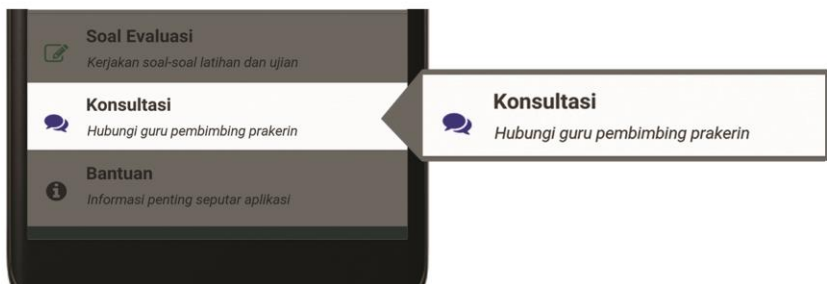 Soal Evaluasi
Kerjakan soal-soal latihan dan ujian
Konsultasi
Hubungi guru pembimbing prakerin
Bantuan
Informasi penting seputar aplikasi
Konsultasi
Hubungi guru pembimbing prakerin